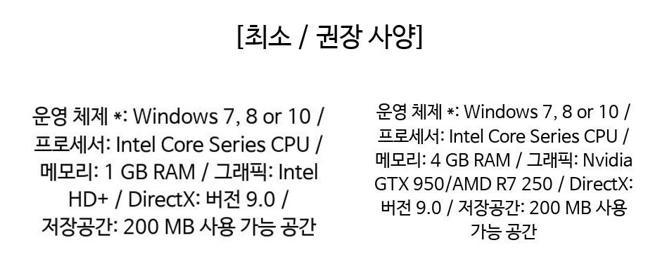 [최소 / 권장 사양]
운영 체제 *: Windows 7, 8 or 10 /
프로세서: Intel Core Series CPU /
메모리: 1 GB RAM / 그래픽: Intel
HD+ / DirectX: 버전 9.0 /
저장공간: 200 MB 사용 가능 공간
운영 체제 *: Windows 7, 8 or 10 /
프로세서: Intel Core Series CPU /
메모리: 4 GB RAM / 그래픽: Nvidia
GTX 950/AMD R7 250 / DirectX:
버전 9.0 / 저장공간: 200 MB 사용
가능 공간